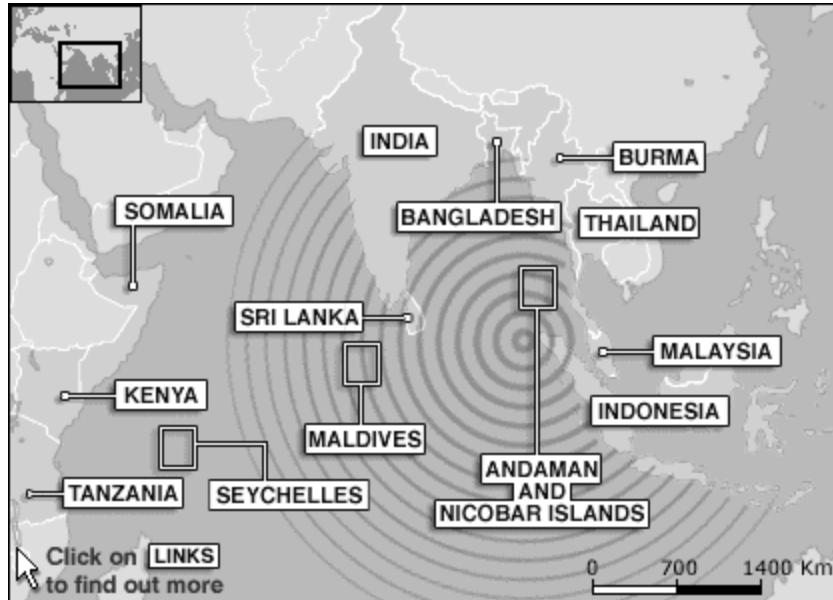 INDIA
BURMA
SOMALIA
BANGLADESH
THAILAND
SRI LANKA
MALAYSIA
KENYA
INDONESIA
MALDIVES
ANDAMAN
AND
NICOBAR ISLANDS
TANZANIA
SEYCHELLES
Click on LINKS
to find out more
0 700 1400 Km